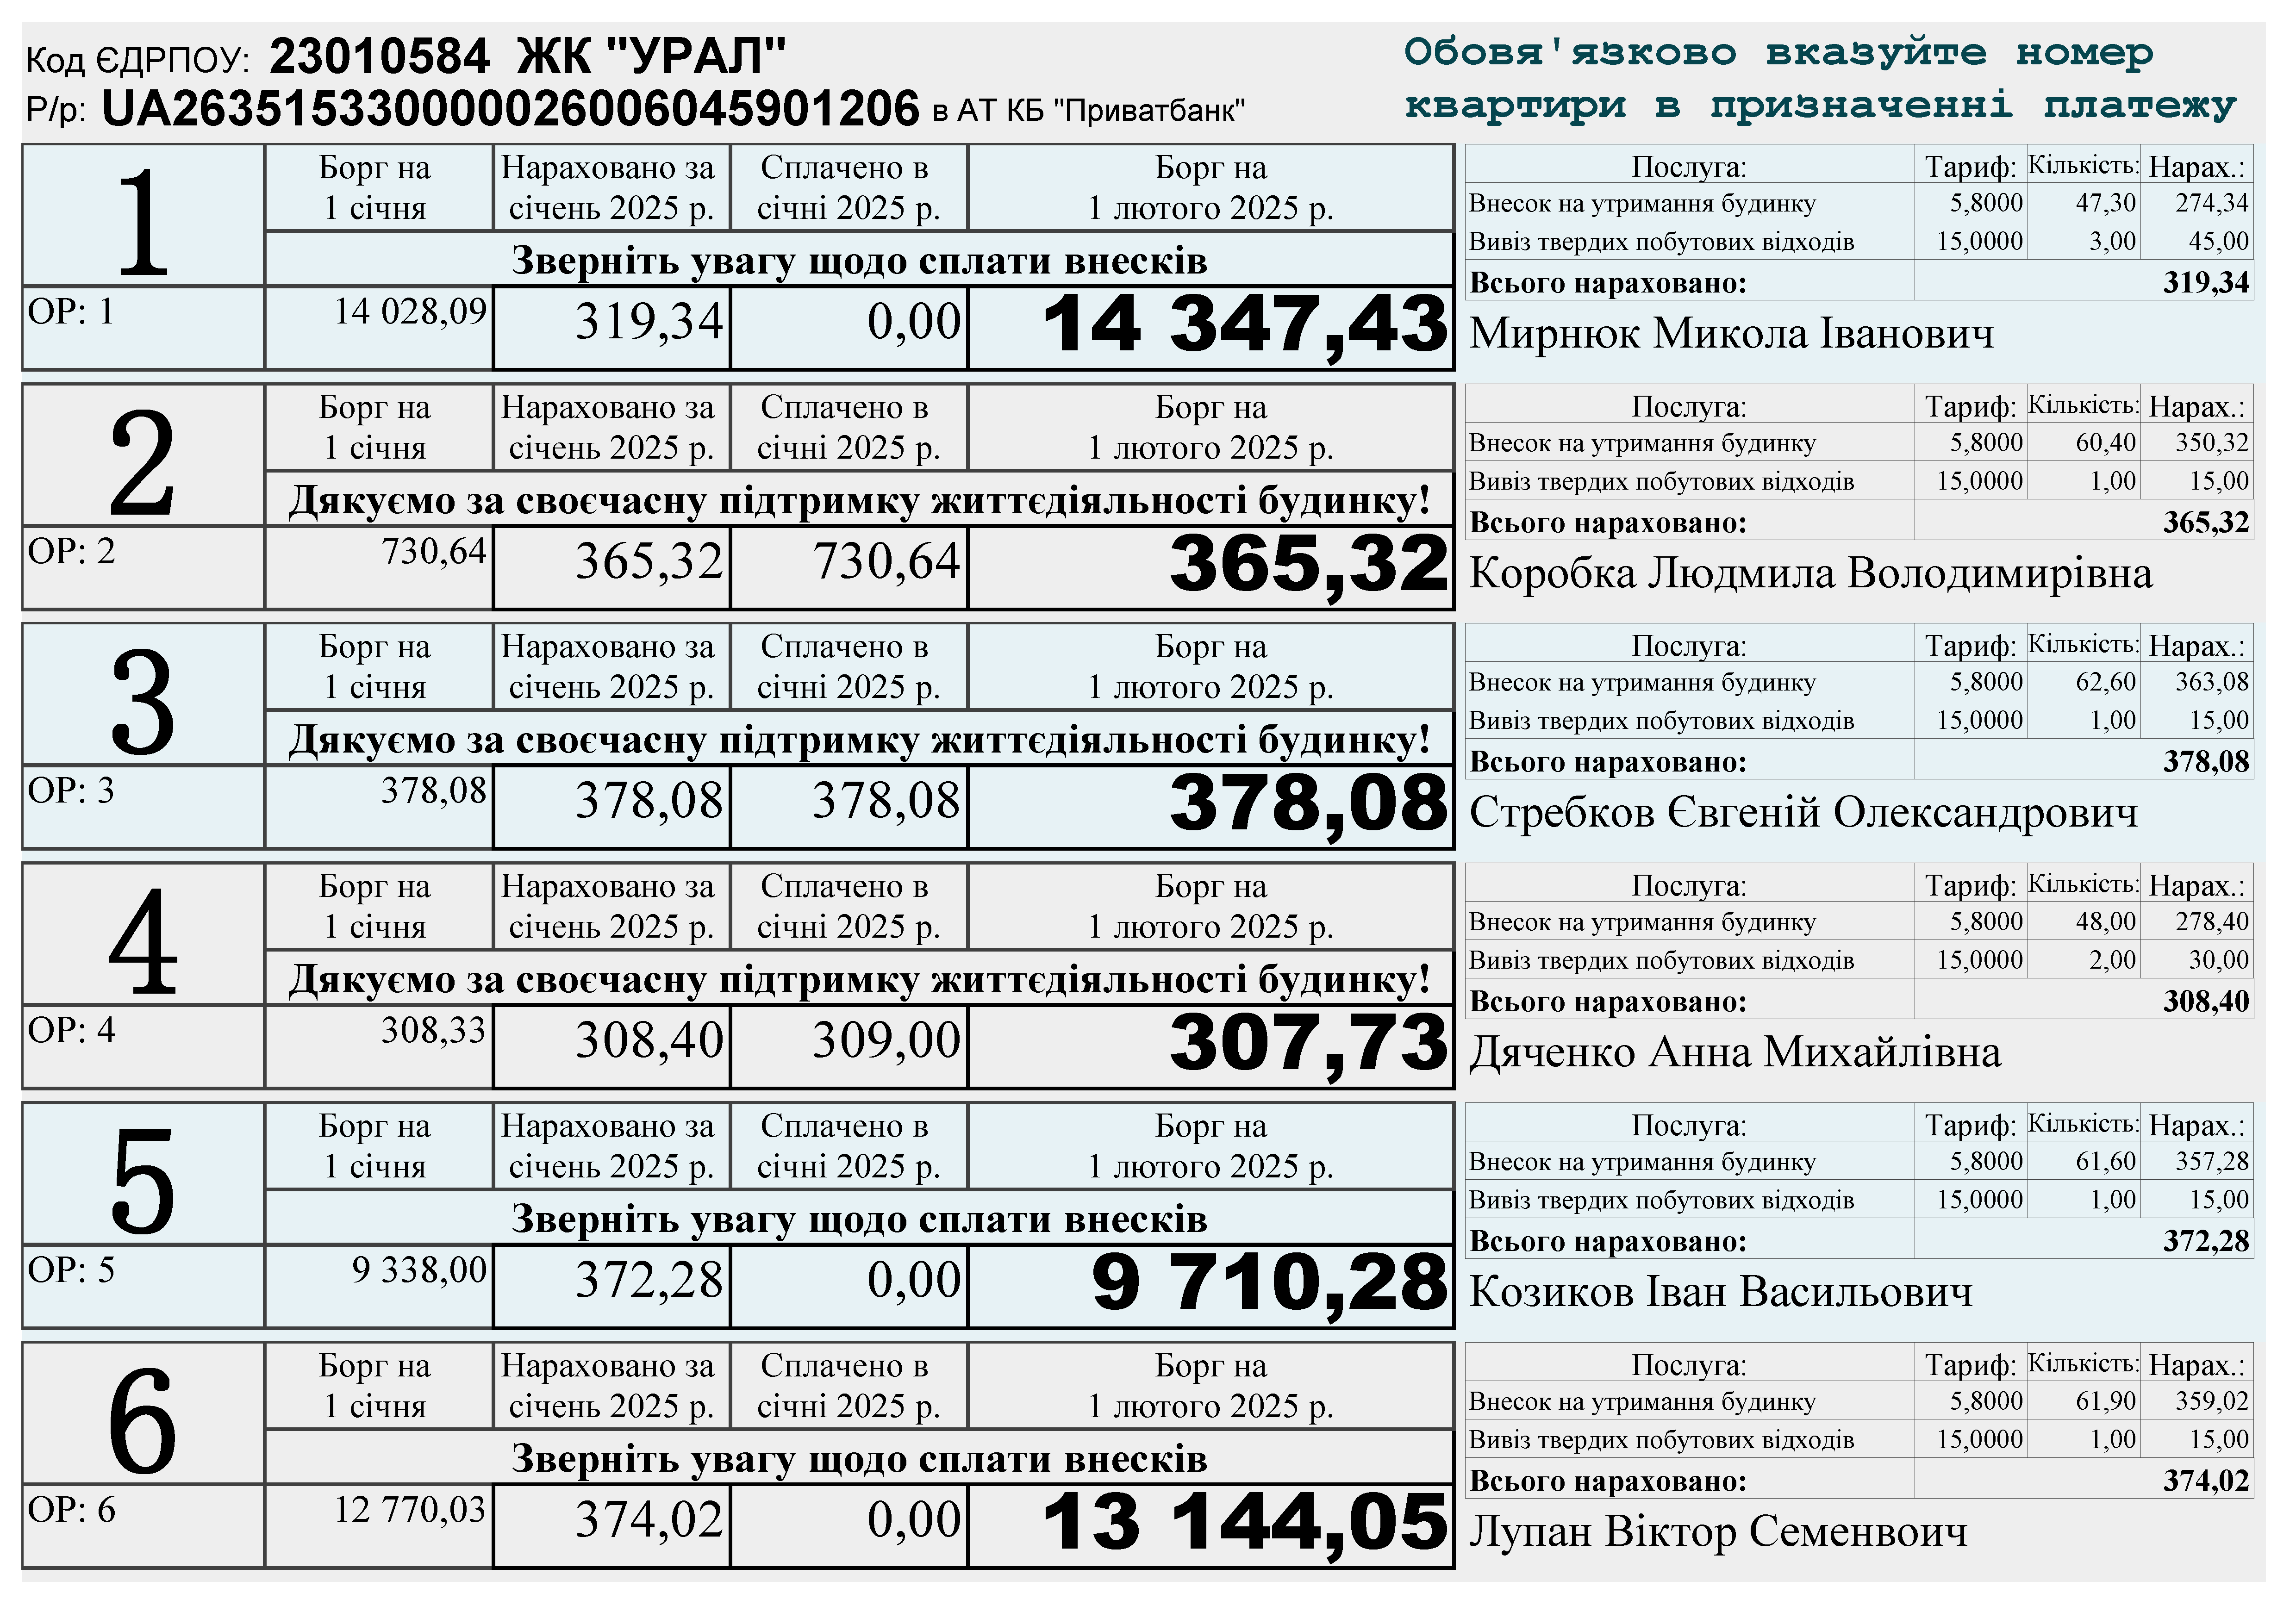 Код ЄДРПОУ: 23010584 ЖК "УРАЛ"
Р/р: UA263515330000026006045901206 в АТ КБ "Приватбанк"
Обовя'язково вказуйте номер
квартири в призначенні платежу
1
Борг на 1 січня Нараховано за січень 2025 р. Сплачено в січні 2025 р. Борг на 1 лютого 2025 р.
Зверніть увагу щодо сплати внесків
ОР: 1 14 028,09 319,34 0,00 14 347,43
Послуга: Тариф: Кількість: Нарах.:
Внесок на утримання будинку 5,8000 47,30 274,34
Вивіз твердих побутових відходів 15,0000 3,00 45,00
Всього нараховано: 319,34
Мирнюк Микола Іванович
2
Борг на 1 січня Нараховано за січень 2025 р. Сплачено в січні 2025 р. Борг на 1 лютого 2025 р.
Дякуємо за своєчасну підтримку життєдіяльності будинку!
ОР: 2 730,64 365,32 730,64 365,32
Послуга: Тариф: Кількість: Нарах.:
Внесок на утримання будинку 5,8000 60,40 350,32
Вивіз твердих побутових відходів 15,0000 1,00 15,00
Всього нараховано: 365,32
Коробка Людмила Володимирівна
3
Борг на 1 січня Нараховано за січень 2025 р. Сплачено в січні 2025 р. Борг на 1 лютого 2025 р.
Дякуємо за своєчасну підтримку життєдіяльності будинку!
ОР: 3 378,08 378,08 378,08 378,08
Послуга: Тариф: Кількість: Нарах.:
Внесок на утримання будинку 5,8000 62,60 363,08
Вивіз твердих побутових відходів 15,0000 1,00 15,00
Всього нараховано: 378,08
Стребков Євгеній Олександрович
4
Борг на 1 січня Нараховано за січень 2025 р. Сплачено в січні 2025 р. Борг на 1 лютого 2025 р.
Дякуємо за своєчасну підтримку життєдіяльності будинку!
ОР: 4 308,33 308,40 309,00 307,73
Послуга: Тариф: Кількість: Нарах.:
Внесок на утримання будинку 5,8000 48,00 278,40
Вивіз твердих побутових відходів 15,0000 2,00 30,00
Всього нараховано: 308,40
Дяченко Анна Михайлівна
5
Борг на 1 січня Нараховано за січень 2025 р. Сплачено в січні 2025 р. Борг на 1 лютого 2025 р.
Зверніть увагу щодо сплати внесків
ОР: 5 9 338,00 372,28 0,00 9 710,28
Послуга: Тариф: Кількість: Нарах.:
Внесок на утримання будинку 5,8000 61,60 357,28
Вивіз твердих побутових відходів 15,0000 1,00 15,00
Всього нараховано: 372,28
Козиков Іван Васильович
6
Борг на 1 січня Нараховано за січень 2025 р. Сплачено в січні 2025 р. Борг на 1 лютого 2025 р.
Зверніть увагу щодо сплати внесків
ОР: 6 12 770,03 374,02 0,00 13 144,05
Послуга: Тариф: Кількість: Нарах.:
Внесок на утримання будинку 5,8000 61,90 359,02
Вивіз твердих побутових відходів 15,0000 1,00 15,00
Всього нараховано: 374,02
Лупан Віктор Семенвоич